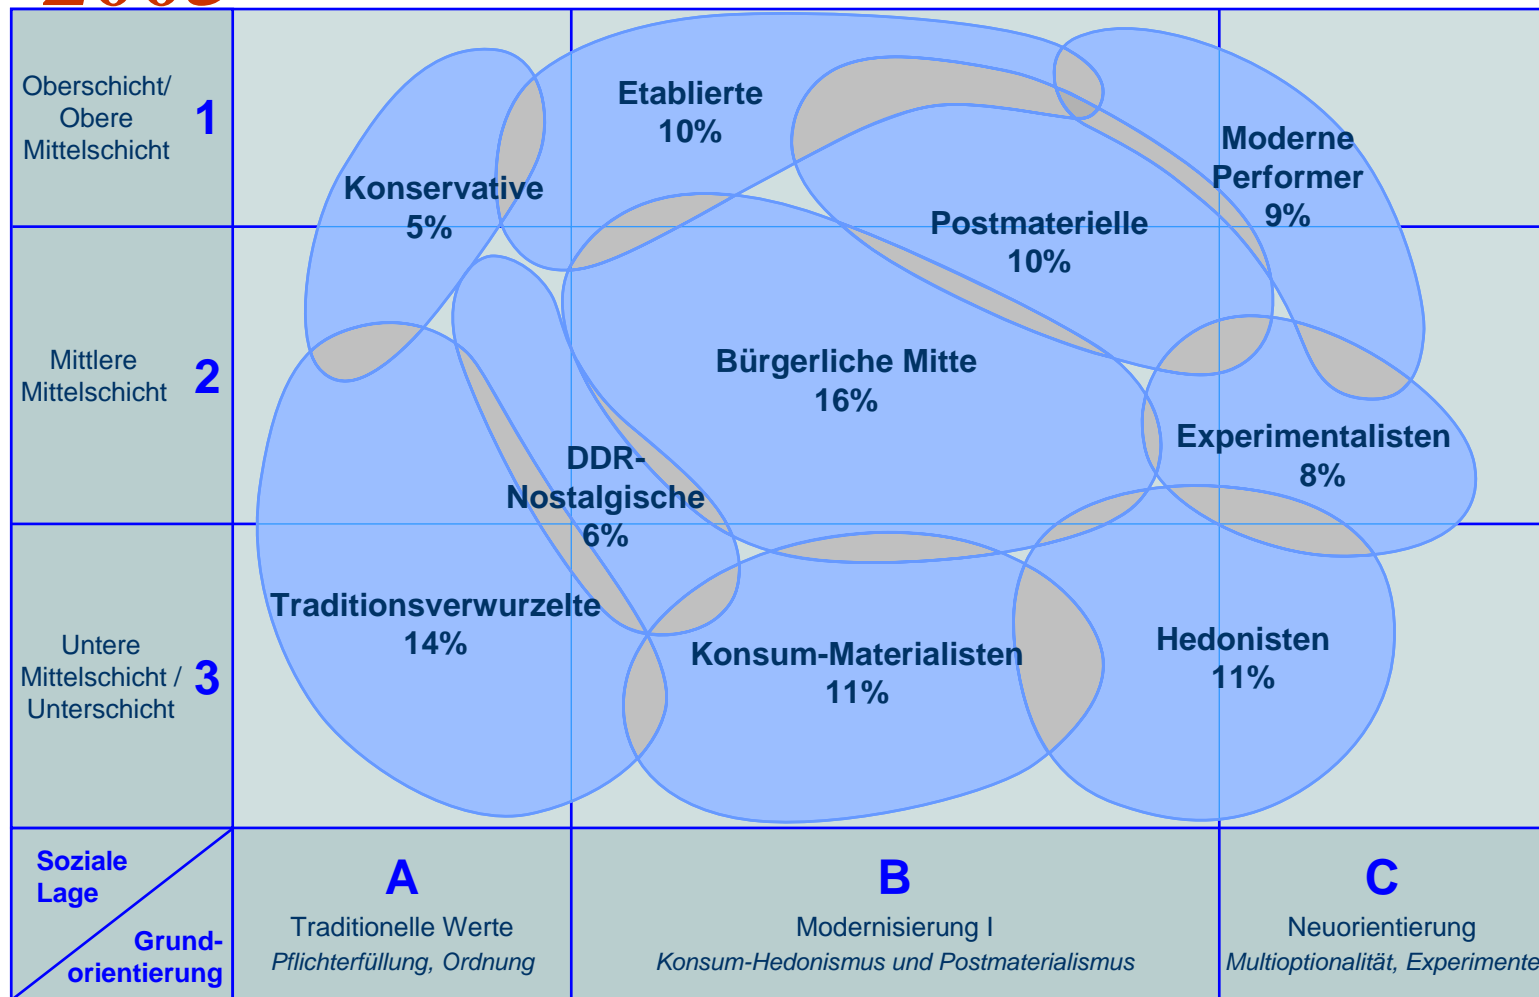 2003
Oberschicht/
Obere
Mittelschicht
1
Etablierte
10%
Moderne
Performer
9%
Konservative
5%
Postmaterielle
10%
Mittlere
Mittelschicht
2
Bürgerliche Mitte
16%
Experimentalisten
8%
DDR-
Nostalgische
6%
Untere
Mittelschicht /
Unterschicht
3
Traditionsverwurzelte
14%
Konsum-Materialisten
11%
Hedonisten
11%
Soziale
Lage
Grund-
orientierung
A
Traditionelle Werte
Pflichterfüllung, Ordnung
B
Modernisierung I
Konsum-Hedonismus und Postmaterialismus
C
Neuorientierung
Multioptionalität, Experimente